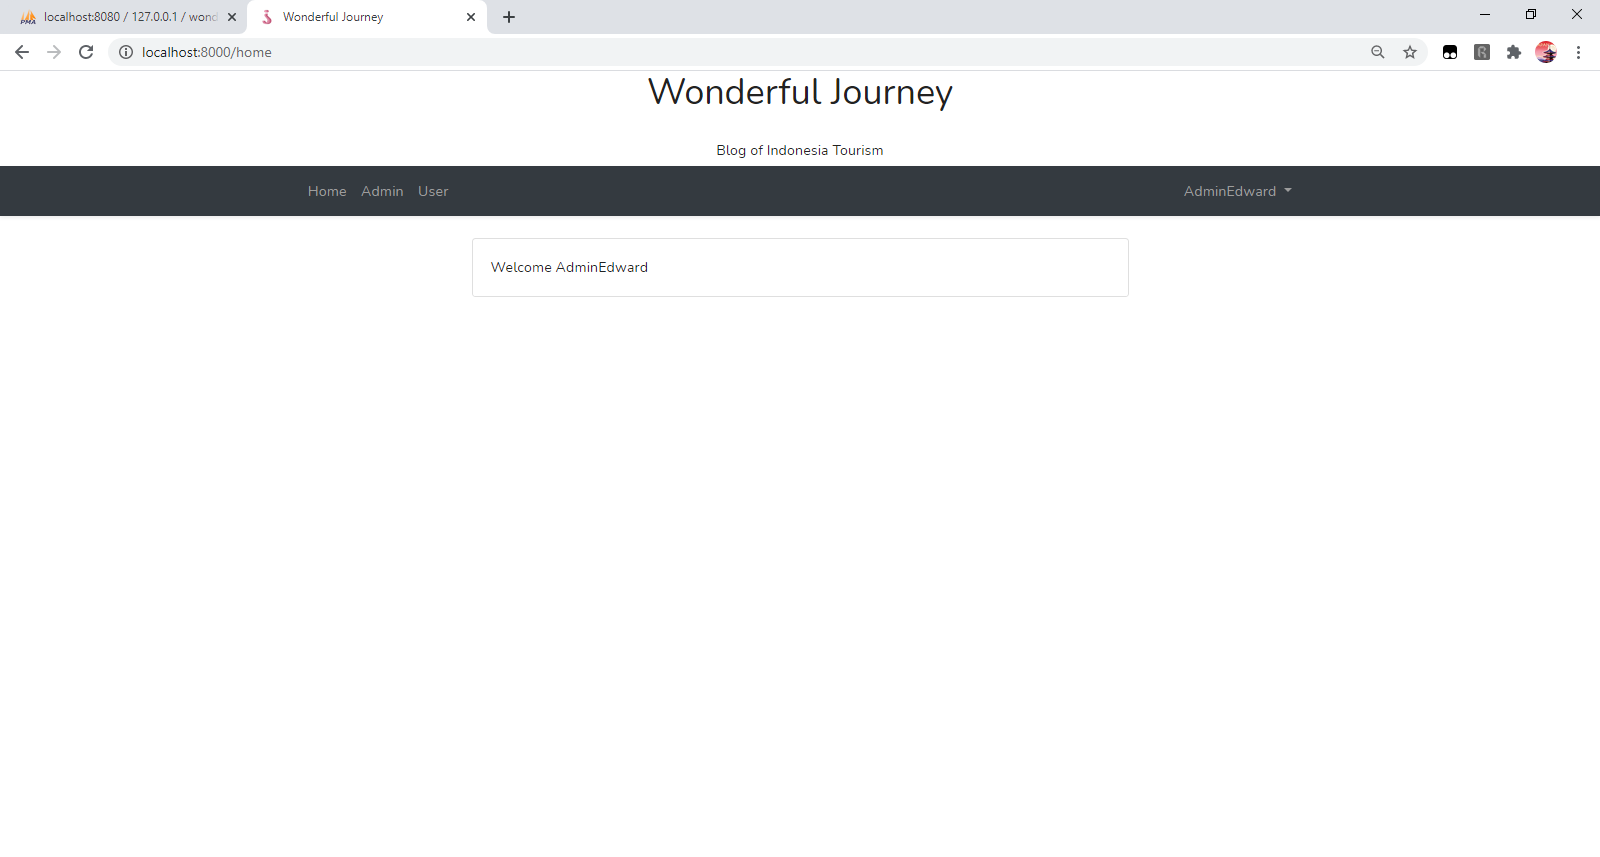 localhost:8080 / 127.0.0.1 / wond
Wonderful Journey
localhost:8000/home
Wonderful Journey
Blog of Indonesia Tourism
Home Admin User AdminEdward
Welcome AdminEdward